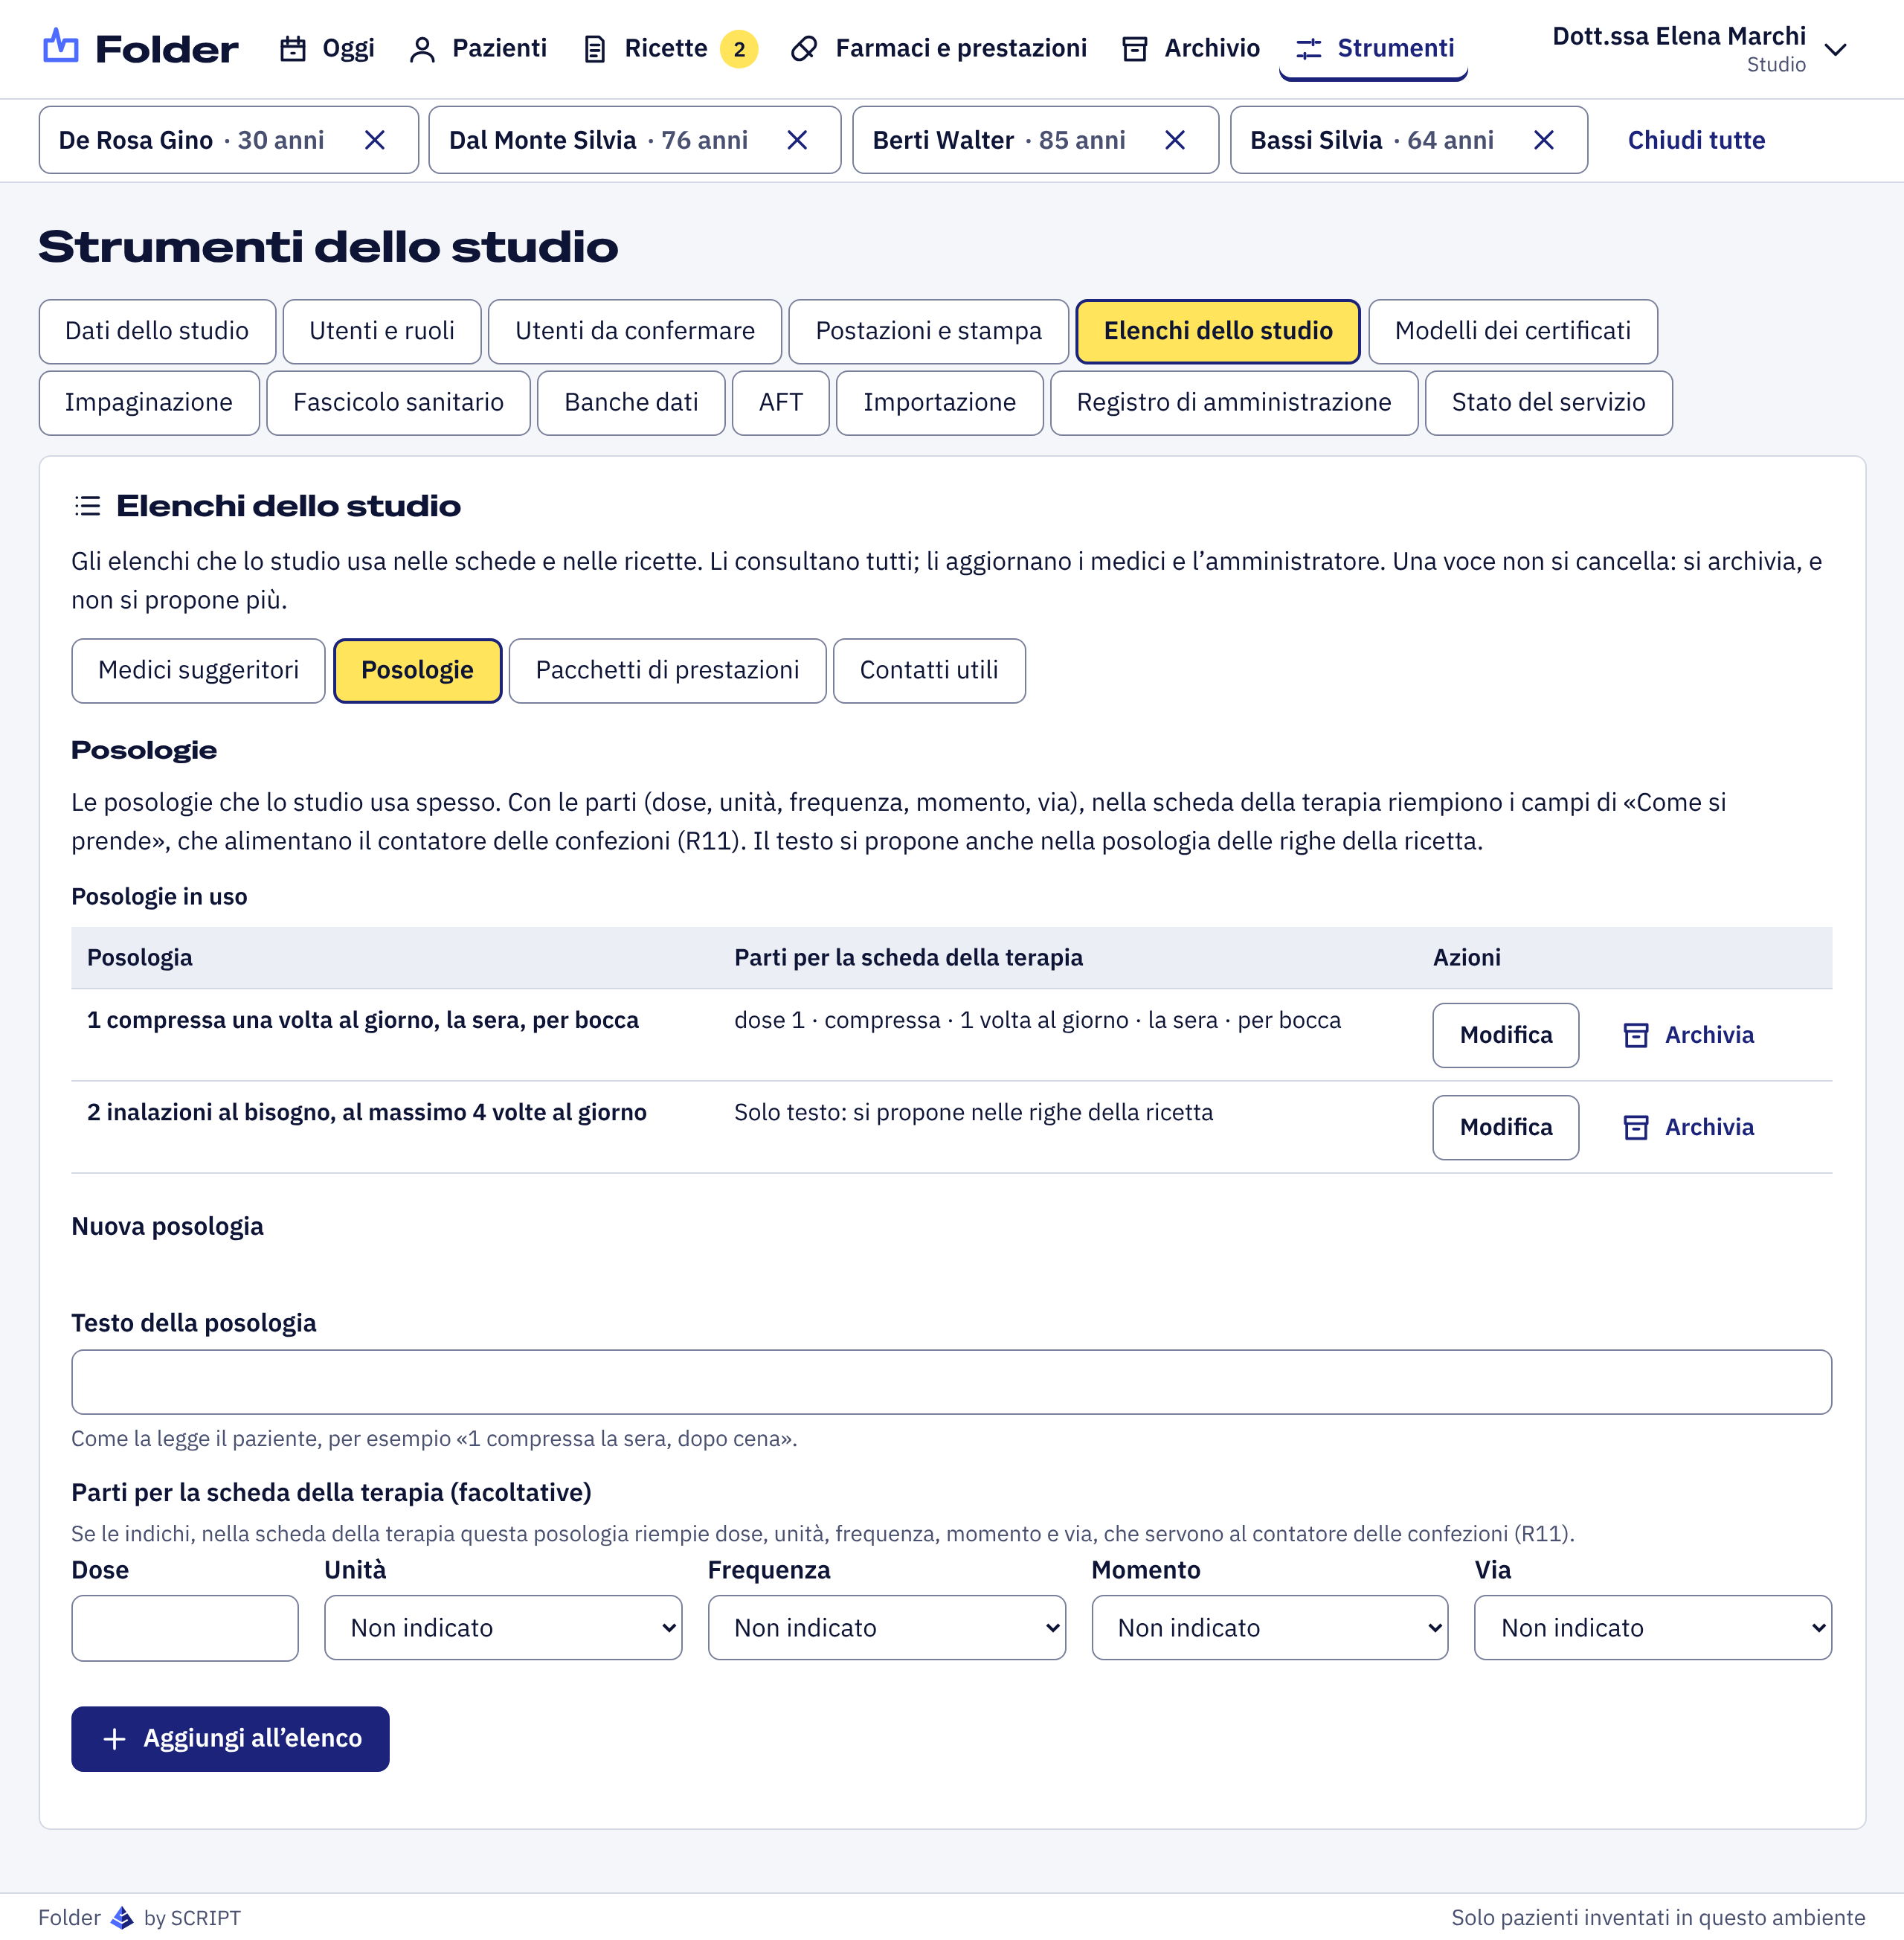 Folder
Oggi
Pazienti
Ricette 2
Farmaci e prestazioni
Archivio
Strumenti
Dott.ssa Elena Marchi
Studio
De Rosa Gino · 30 anni
Dal Monte Silvia · 76 anni
Berti Walter · 85 anni
Bassi Silvia · 64 anni
Chiudi tutte
Strumenti dello studio
Dati dello studio
Utenti e ruoli
Utenti da confermare
Postazioni e stampa
Elenchi dello studio
Modelli dei certificati
Impaginazione
Fascicolo sanitario
Banche dati
AFT
Importazione
Registro di amministrazione
Stato del servizio
Elenchi dello studio
Gli elenchi che lo studio usa nelle schede e nelle ricette. Li consultano tutti; li aggiornano i medici e l’amministratore. Una voce non si cancella: si archivia, e
non si propone più.
Medici suggeritori
Posologie
Pacchetti di prestazioni
Contatti utili
Posologie
Le posologie che lo studio usa spesso. Con le parti (dose, unità, frequenza, momento, via), nella scheda della terapia riempiono i campi di «Come si
prende», che alimentano il contatore delle confezioni (R11). Il testo si propone anche nella posologia delle righe della ricetta.
Posologie in uso
Posologia
Parti per la scheda della terapia
Azioni
1 compressa una volta al giorno, la sera, per bocca
dose 1 · compressa · 1 volta al giorno · la sera · per bocca
Modifica
Archivia
2 inalazioni al bisogno, al massimo 4 volte al giorno
Solo testo: si propone nelle righe della ricetta
Modifica
Archivia
Nuova posologia
Testo della posologia
Come la legge il paziente, per esempio «1 compressa la sera, dopo cena».
Parti per la scheda della terapia (facoltative)
Se le indichi, nella scheda della terapia questa posologia riempie dose, unità, frequenza, momento e via, che servono al contatore delle confezioni (R11).
Dose
Unità
Frequenza
Momento
Via
Non indicato
Non indicato
Non indicato
Non indicato
Aggiungi all’elenco
Folder by SCRIPT
Solo pazienti inventati in questo ambiente